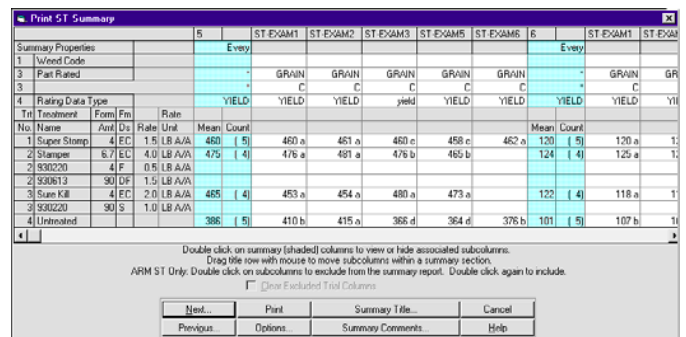 Print ST Summary
5 ST-EXAM1 ST-EXAM2 ST-EXAM3 ST-EXAM5 ST-EXAM6 6 ST-EXAM1
Summary Properties Every Every
1 Weed Code
3 Part Rated * GRAIN GRAIN GRAIN GRAIN GRAIN * GRAIN
3 * C C C C C * C
4 Rating Data Type YIELD YIELD YIELD yield YIELD YIELD YIELD YIELD
Trt Treatment Form Fm Rate
No. Name Amt Ds Rate Unit Mean Count Mean Count
1 Super Stomp 4 EC 1.5 LB A/A 460 ( 5) 460 a 461 a 460 c 458 c 462 a 120 ( 5) 120 a
2 Stamper 6.7 EC 4.0 LB A/A 475 ( 4) 476 a 481 a 476 b 465 b 124 ( 4) 125 a
2 930220 4 F 0.5 LB A/A
2 930613 90 DF 1.5 LB A/A
3 Sure Kill 4 EC 2.0 LB A/A 465 ( 4) 453 a 454 a 480 a 473 a 122 ( 4) 118 a
3 930220 90 S 1.0 LB A/A
4 Untreated 386 ( 5) 410 b 415 a 366 d 364 d 376 b 101 ( 5) 107 b
Double click on summary (shaded) columns to view or hide associated subcolumns.
Drag title row with mouse to move subcolumns within a summary section.
ARM ST Only: Double click on subcolumns to exclude from the summary report. Double click again to include.
Clear Excluded Trial Columns
Next... Print Summary Title... Cancel
Previous... Options... Summary Comments... Help